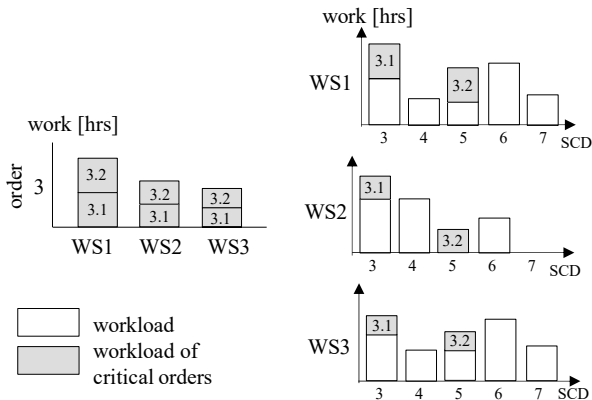 work [hrs]
order
3
3.2
3.1
3.2
3.1
3.2
3.1
WS1 WS2 WS3
workload
workload of
critical orders
work [hrs]
WS1
3.1
3.2
3 4 5 6 7 SCD
WS2
3.1
3.2
3 4 5 6 7 SCD
WS3
3.1
3.2
3 4 5 6 7 SCD